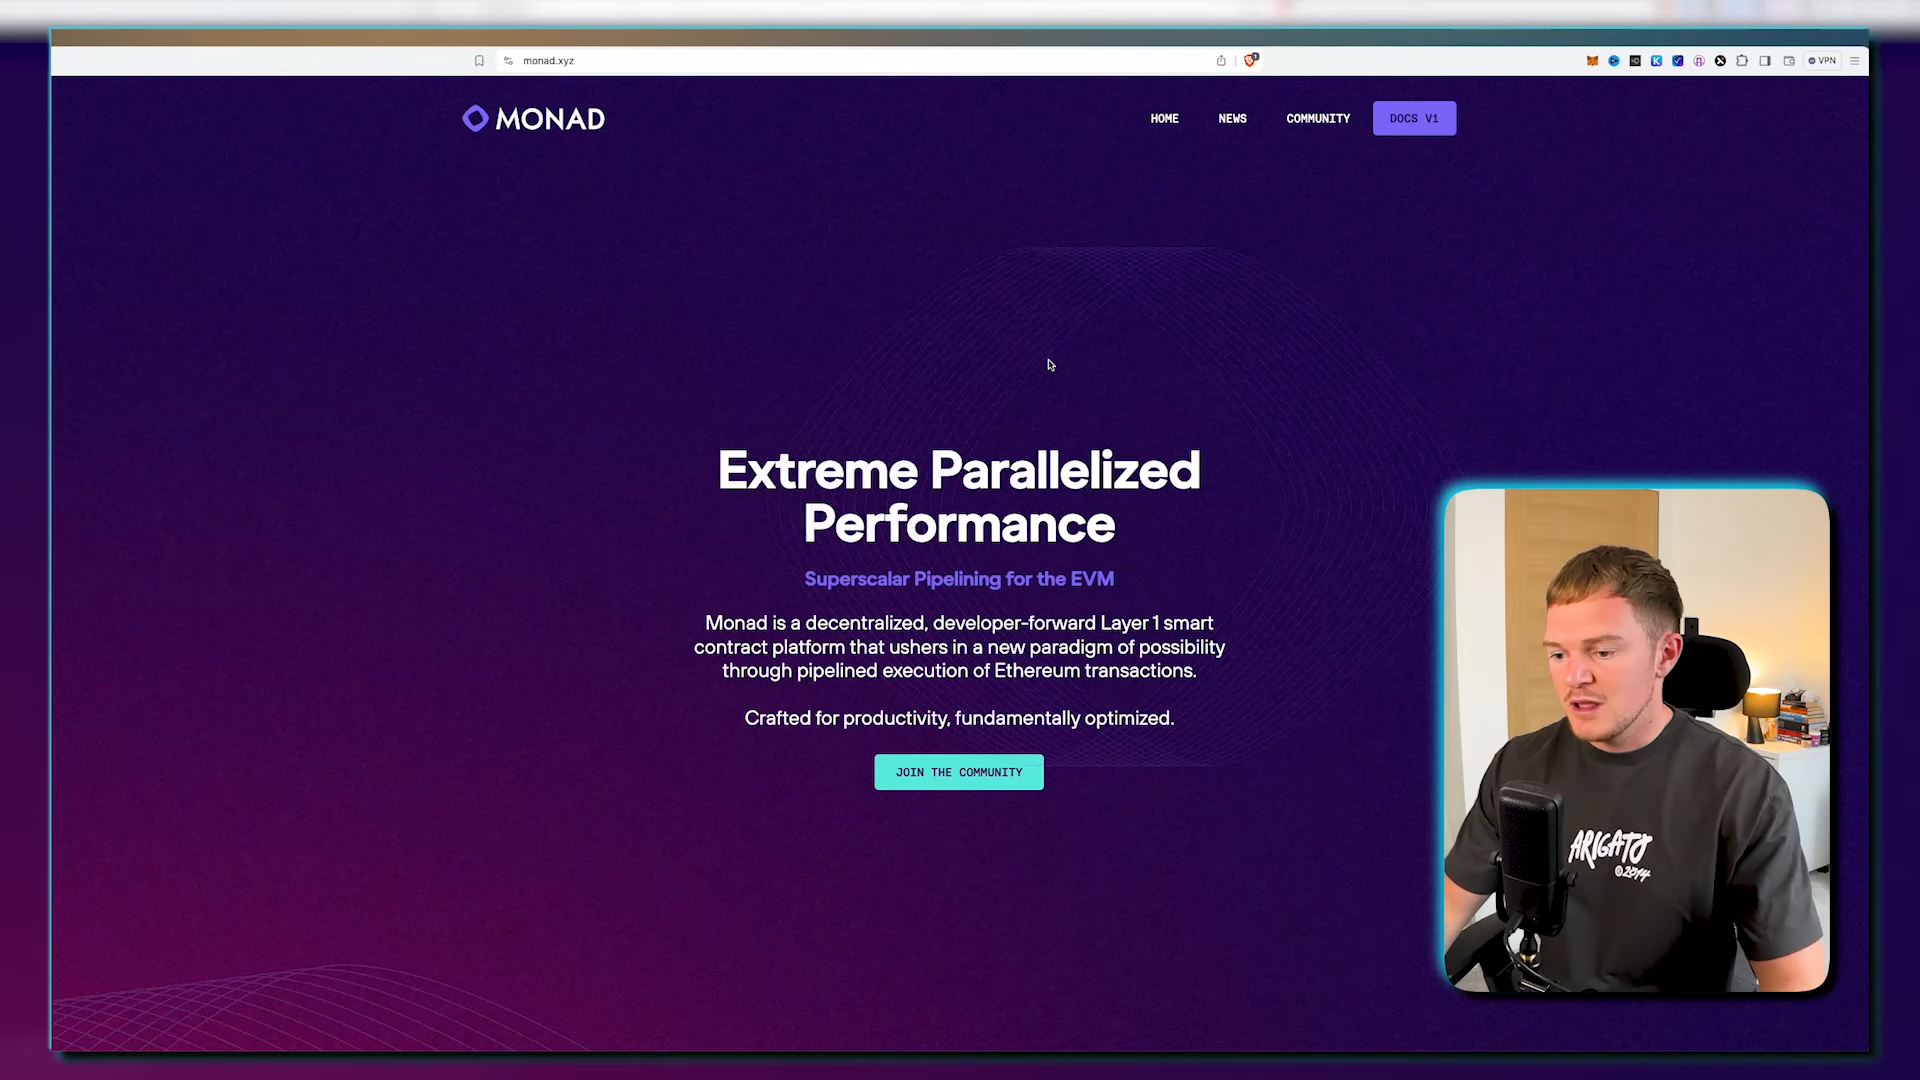 monad.xyz
VPN
MONAD
HOME
NEWS
COMMUNITY
DOCS V1
Extreme Parallelized
Performance
Superscalar Pipelining for the EVM
Monad is a decentralized, developer-forward Layer 1 smart
contract platform that ushers in a new paradigm of possibility
through pipelined execution of Ethereum transactions.
Crafted for productivity, fundamentally optimized.
JOIN THE COMMUNITY
ARIGATO
©2014